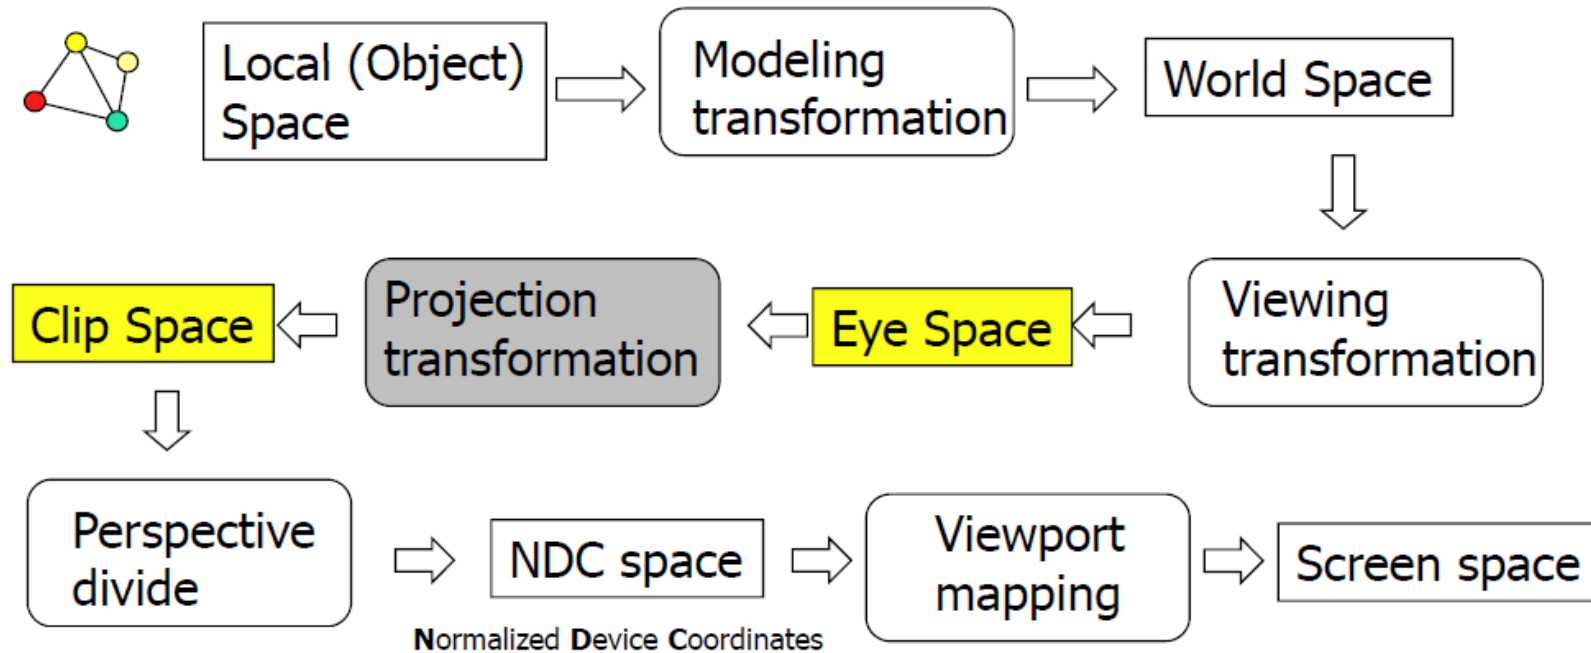 Local (Object)
Space
Modeling
transformation
World Space
Viewing
transformation
Eye Space
Projection
transformation
Clip Space
Perspective
divide
NDC space
Normalized Device Coordinates
Viewport
mapping
Screen space